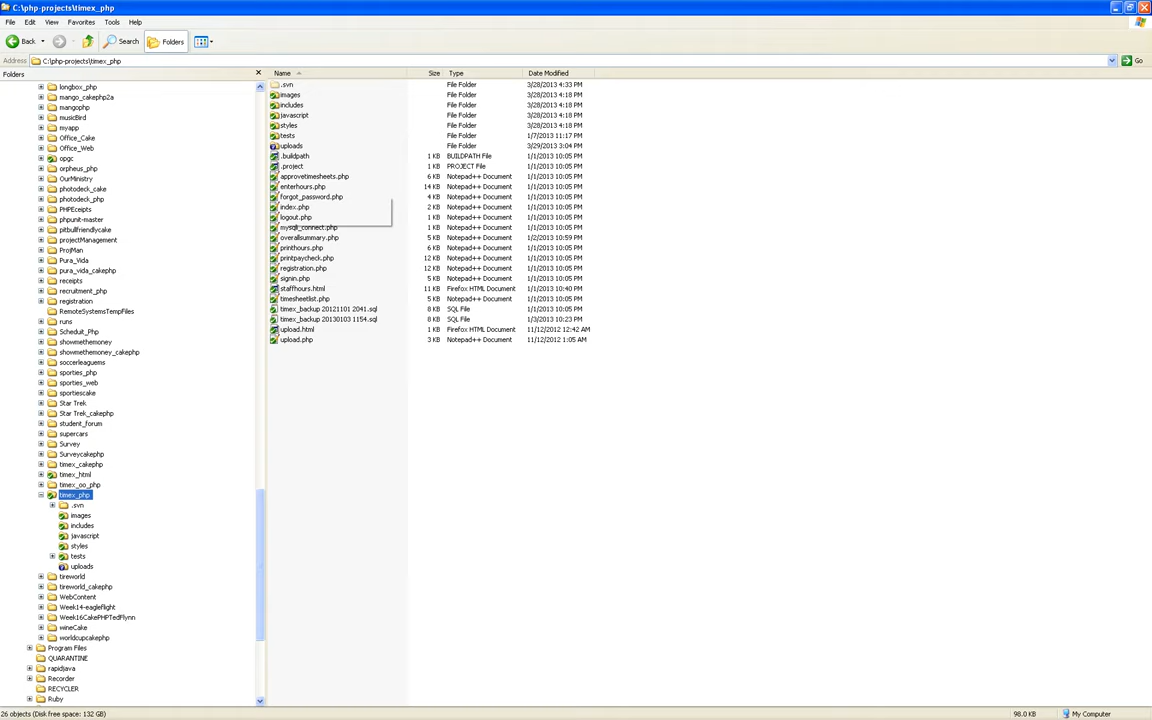 C:\php-projects\timex_php
File Edit View Favorites Tools Help
Back Search Folders
Address C:\php-projects\timex_php Go
Folders
longbox_php
mango_cakephp2a
mangophp
musicBird
myapp
Office_Cake
Office_Web
opgc
orpheus_php
OurMinistry
photodeck_cake
photodeck_php
PHPEceipts
phpunit-master
pitbullfriendlycake
projectManagement
ProjMan
Pura_Vida
pura_vida_cakephp
receipts
recruitment_php
registration
RemoteSystemsTempFiles
runs
Scheduit_Php
showmethemoney
showmethemoney_cakephp
soccerleaguems
sporties_php
sporties_web
sportiescake
Star Trek
Star Trek_cakephp
student_forum
supercars
Survey
Surveycakephp
timex_cakephp
timex_html
timex_oo_php
timex_php
.svn
images
includes
javascript
styles
tests
uploads
tireworld
tireworld_cakephp
WebContent
Week14-eagleflight
Week16CakePHPTedFlynn
wineCake
worldcupcakephp
Program Files
QUARANTINE
rapidjava
Recorder
RECYCLER
Ruby
Name Size Type Date Modified
.svn File Folder 3/28/2013 4:33 PM
images File Folder 3/28/2013 4:18 PM
includes File Folder 3/28/2013 4:18 PM
javascript File Folder 3/28/2013 4:18 PM
styles File Folder 3/28/2013 4:18 PM
tests File Folder 1/7/2013 11:17 PM
uploads File Folder 3/29/2013 3:04 PM
.buildpath 1 KB BUILDPATH File 1/1/2013 10:05 PM
.project 1 KB PROJECT File 1/1/2013 10:05 PM
approvetimesheets.php 6 KB Notepad++ Document 1/1/2013 10:05 PM
enterhours.php 14 KB Notepad++ Document 1/1/2013 10:05 PM
forgot_password.php 4 KB Notepad++ Document 1/1/2013 10:05 PM
index.php 2 KB Notepad++ Document 1/1/2013 10:05 PM
logout.php 1 KB Notepad++ Document 1/1/2013 10:05 PM
mysqli_connect.php 1 KB Notepad++ Document 1/1/2013 10:05 PM
overallsummary.php 8 KB Notepad++ Document 1/2/2013 10:59 PM
printhours.php 6 KB Notepad++ Document 1/1/2013 10:05 PM
printpaycheck.php 12 KB Notepad++ Document 1/1/2013 10:05 PM
registration.php 12 KB Notepad++ Document 1/1/2013 10:05 PM
signin.php 5 KB Notepad++ Document 1/1/2013 10:05 PM
staffhours.html 11 KB Firefox HTML Document 1/1/2013 10:40 PM
timesheetlist.php 5 KB Notepad++ Document 1/1/2013 10:05 PM
timex_backup 20121101 2041.sql 8 KB SQL File 1/1/2013 10:05 PM
timex_backup 20130103 1154.sql 8 KB SQL File 1/3/2013 10:23 PM
upload.html 1 KB Firefox HTML Document 11/12/2012 12:42 AM
upload.php 3 KB Notepad++ Document 11/12/2012 1:05 AM
26 objects (Disk free space: 132 GB) 98.0 KB My Computer